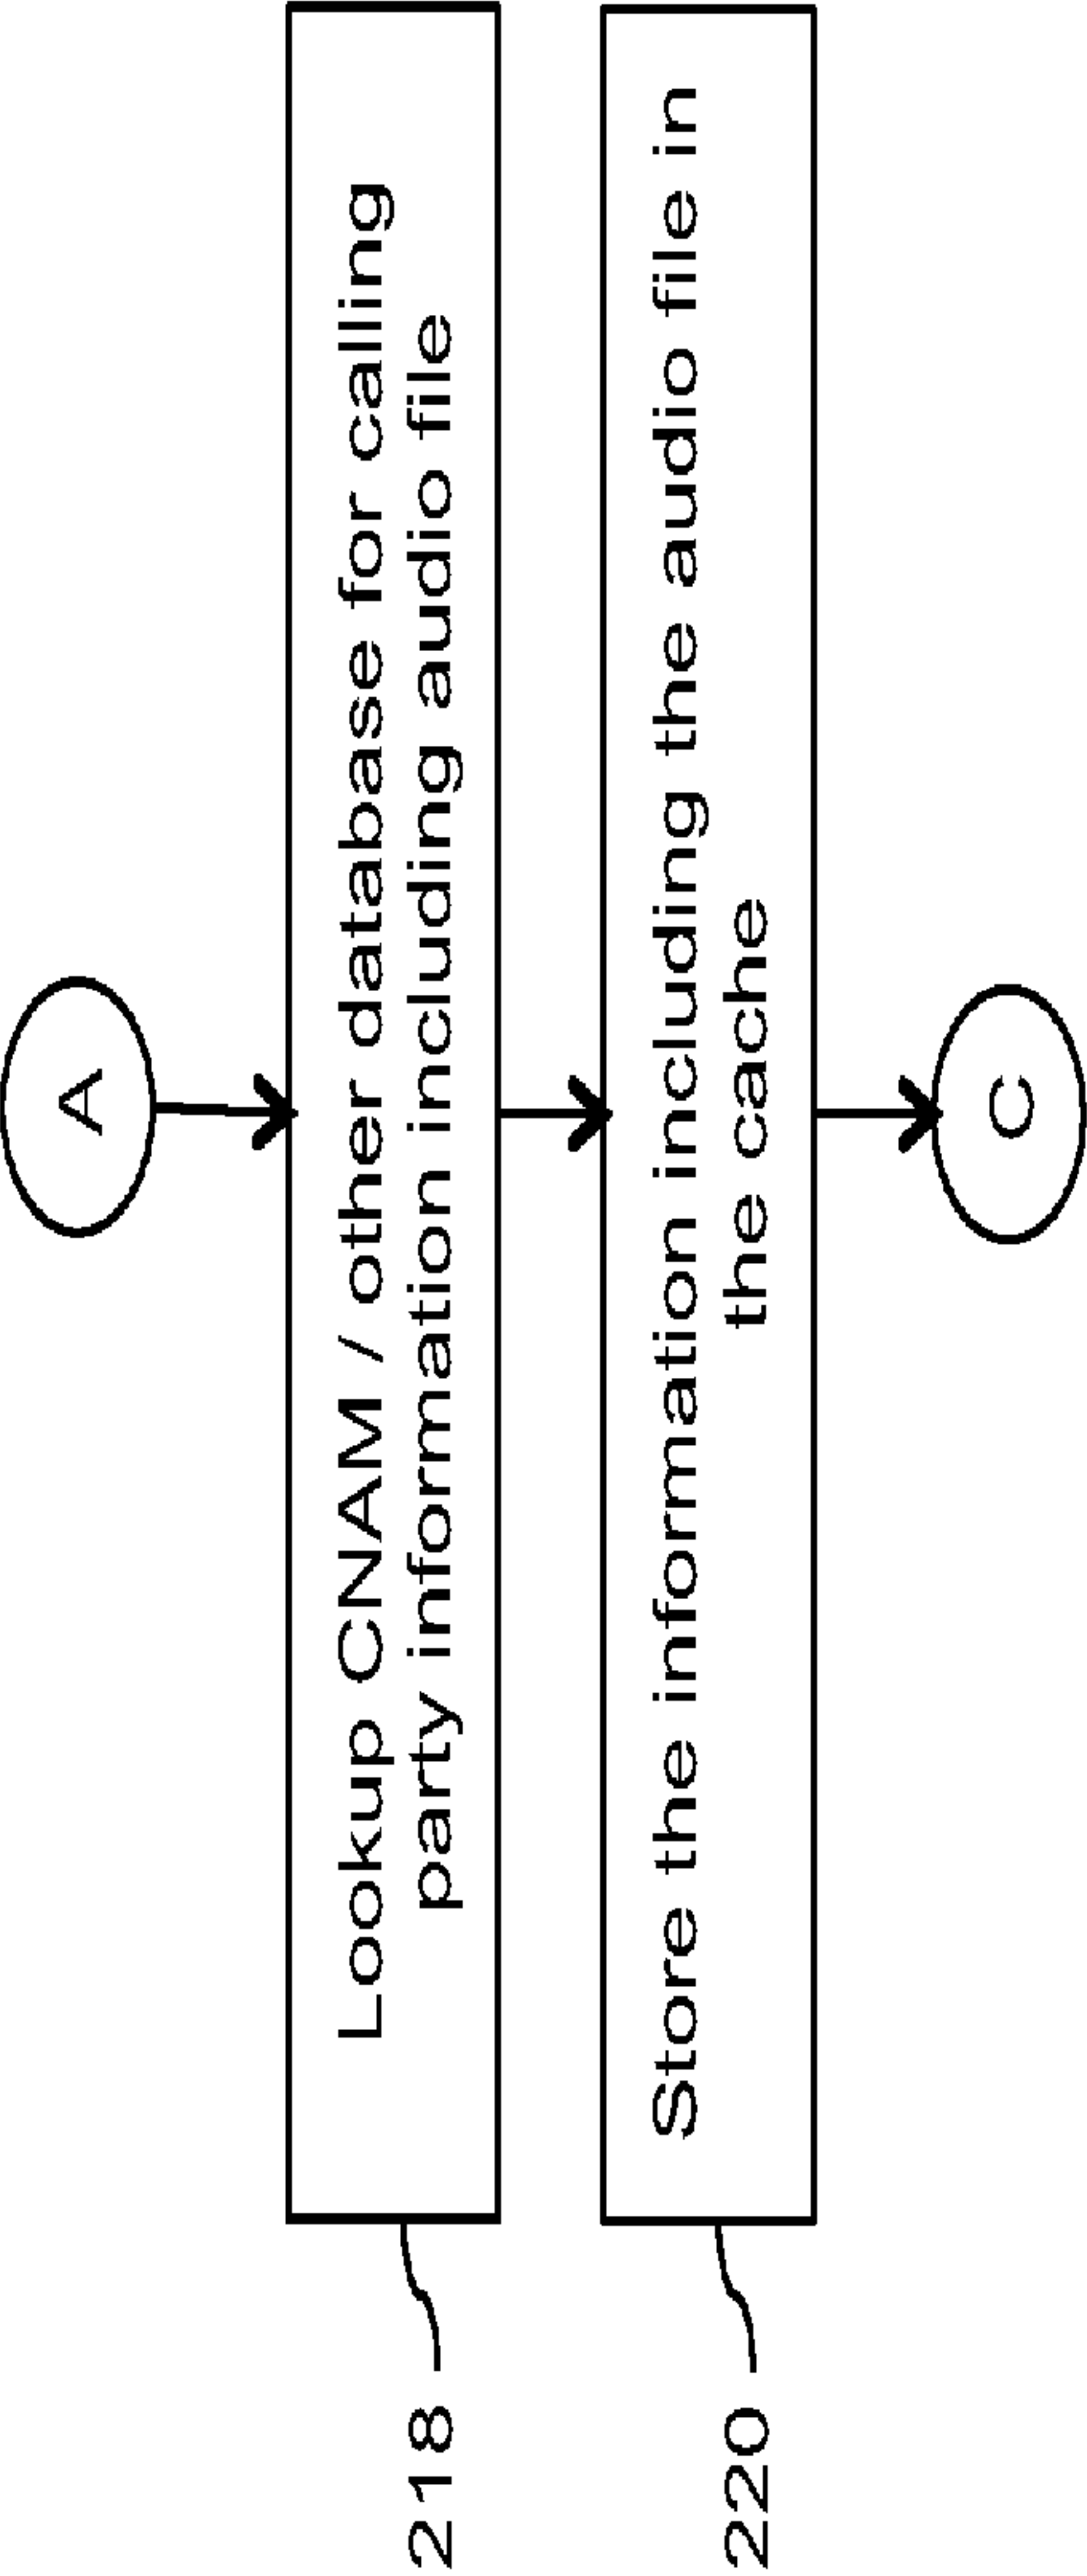 A
218
Lookup CNAM / other database for calling
party information including audio file
220
Store the information including the audio file in
the cache
C